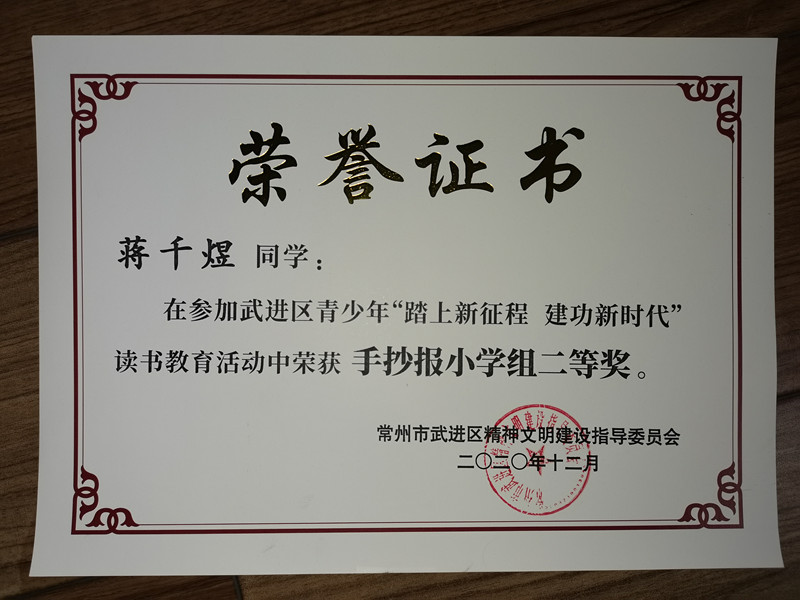 荣誉证书
蒋千煜 同学：
在参加武进区青少年“踏上新征程 建功新时代”
读书教育活动中荣获 手抄报小学组二等奖。
常州市武进区精神文明建设指导委员会
二〇二〇年十二月